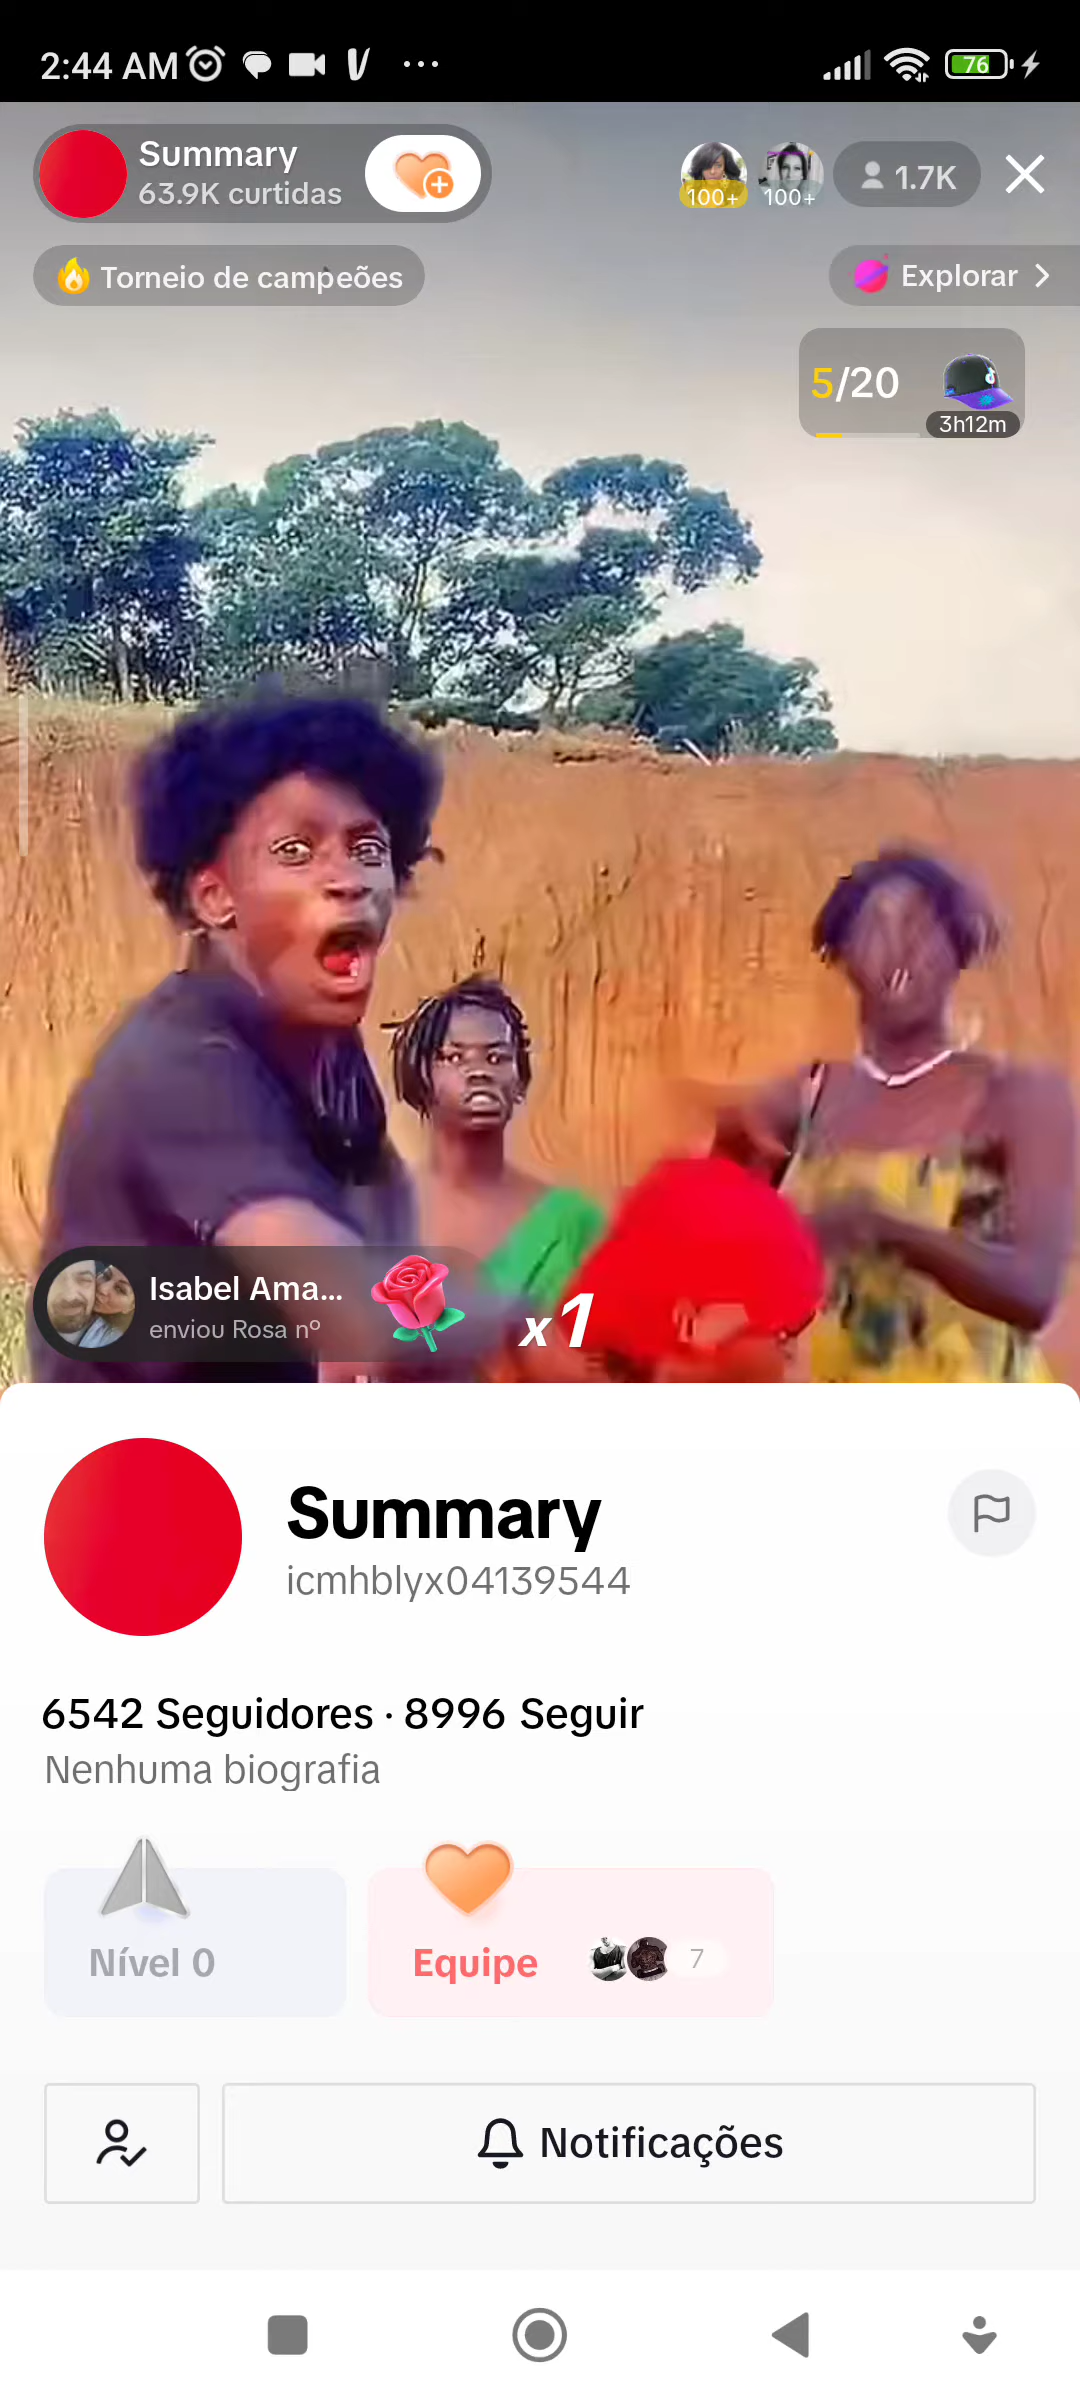 2:44 AM
76
Summary
63.9K curtidas
100+
100+
1.7K
Torneio de campeões
Explorar
5/20
3h12m
Isabel Ama...
enviou Rosa nº
x1
Summary
icmhblyx04139544
6542 Seguidores · 8996 Seguir
Nenhuma biografia
Nível 0
Equipe
7
Notificações